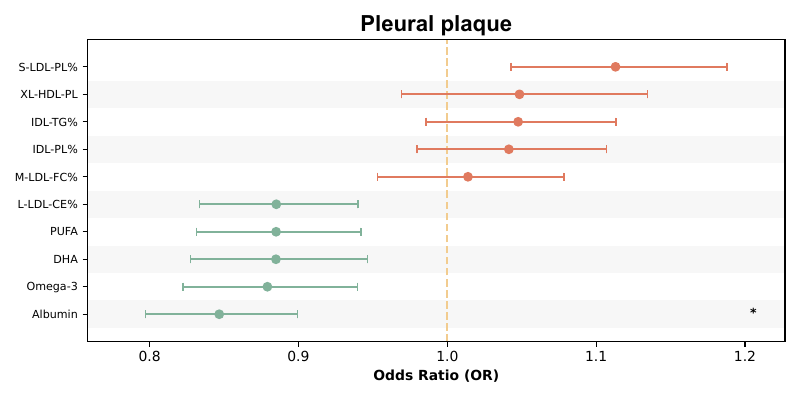 Pleural plaque
S-LDL-PL%
XL-HDL-PL
IDL-TG%
IDL-PL%
M-LDL-FC%
L-LDL-CE%
PUFA
DHA
Omega-3
Albumin
*
0.8 0.9 1.0 1.1 1.2
Odds Ratio (OR)